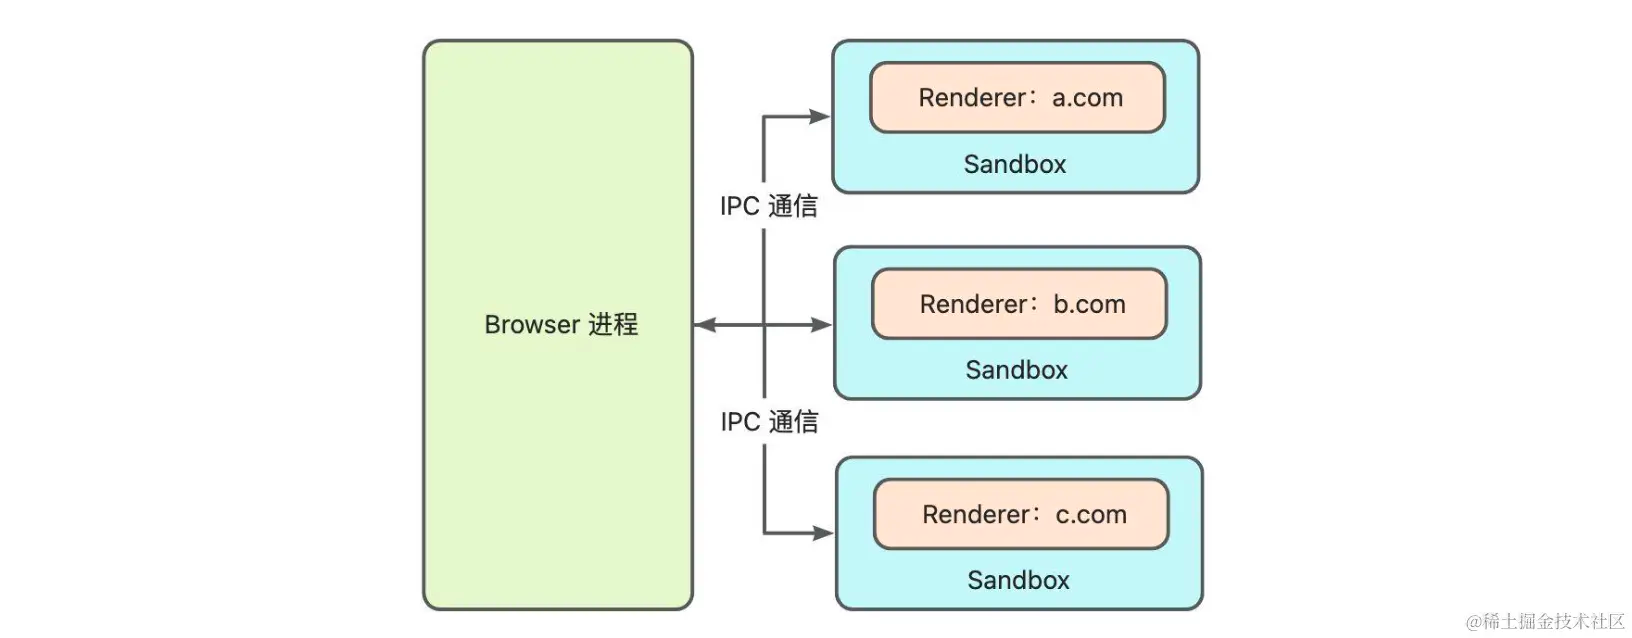 Renderer：a.com
Sandbox
IPC 通信
Renderer：b.com
Browser 进程
Sandbox
IPC 通信
Renderer：c.com
Sandbox
@稀土掘金技术社区